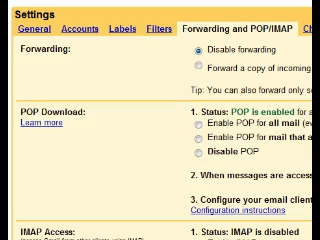 Settings
General Accounts Labels Filters Forwarding and POP/IMAP
Forwarding:
Disable forwarding
Forward a copy of incoming
Tip: You can also forward only
POP Download:
Learn more
1. Status: POP is enabled for
Enable POP for all mail
Enable POP for mail that
Disable POP
2. When messages are
3. Configure your email client
Configuration instructions
IMAP Access:
1. Status: IMAP is disabled